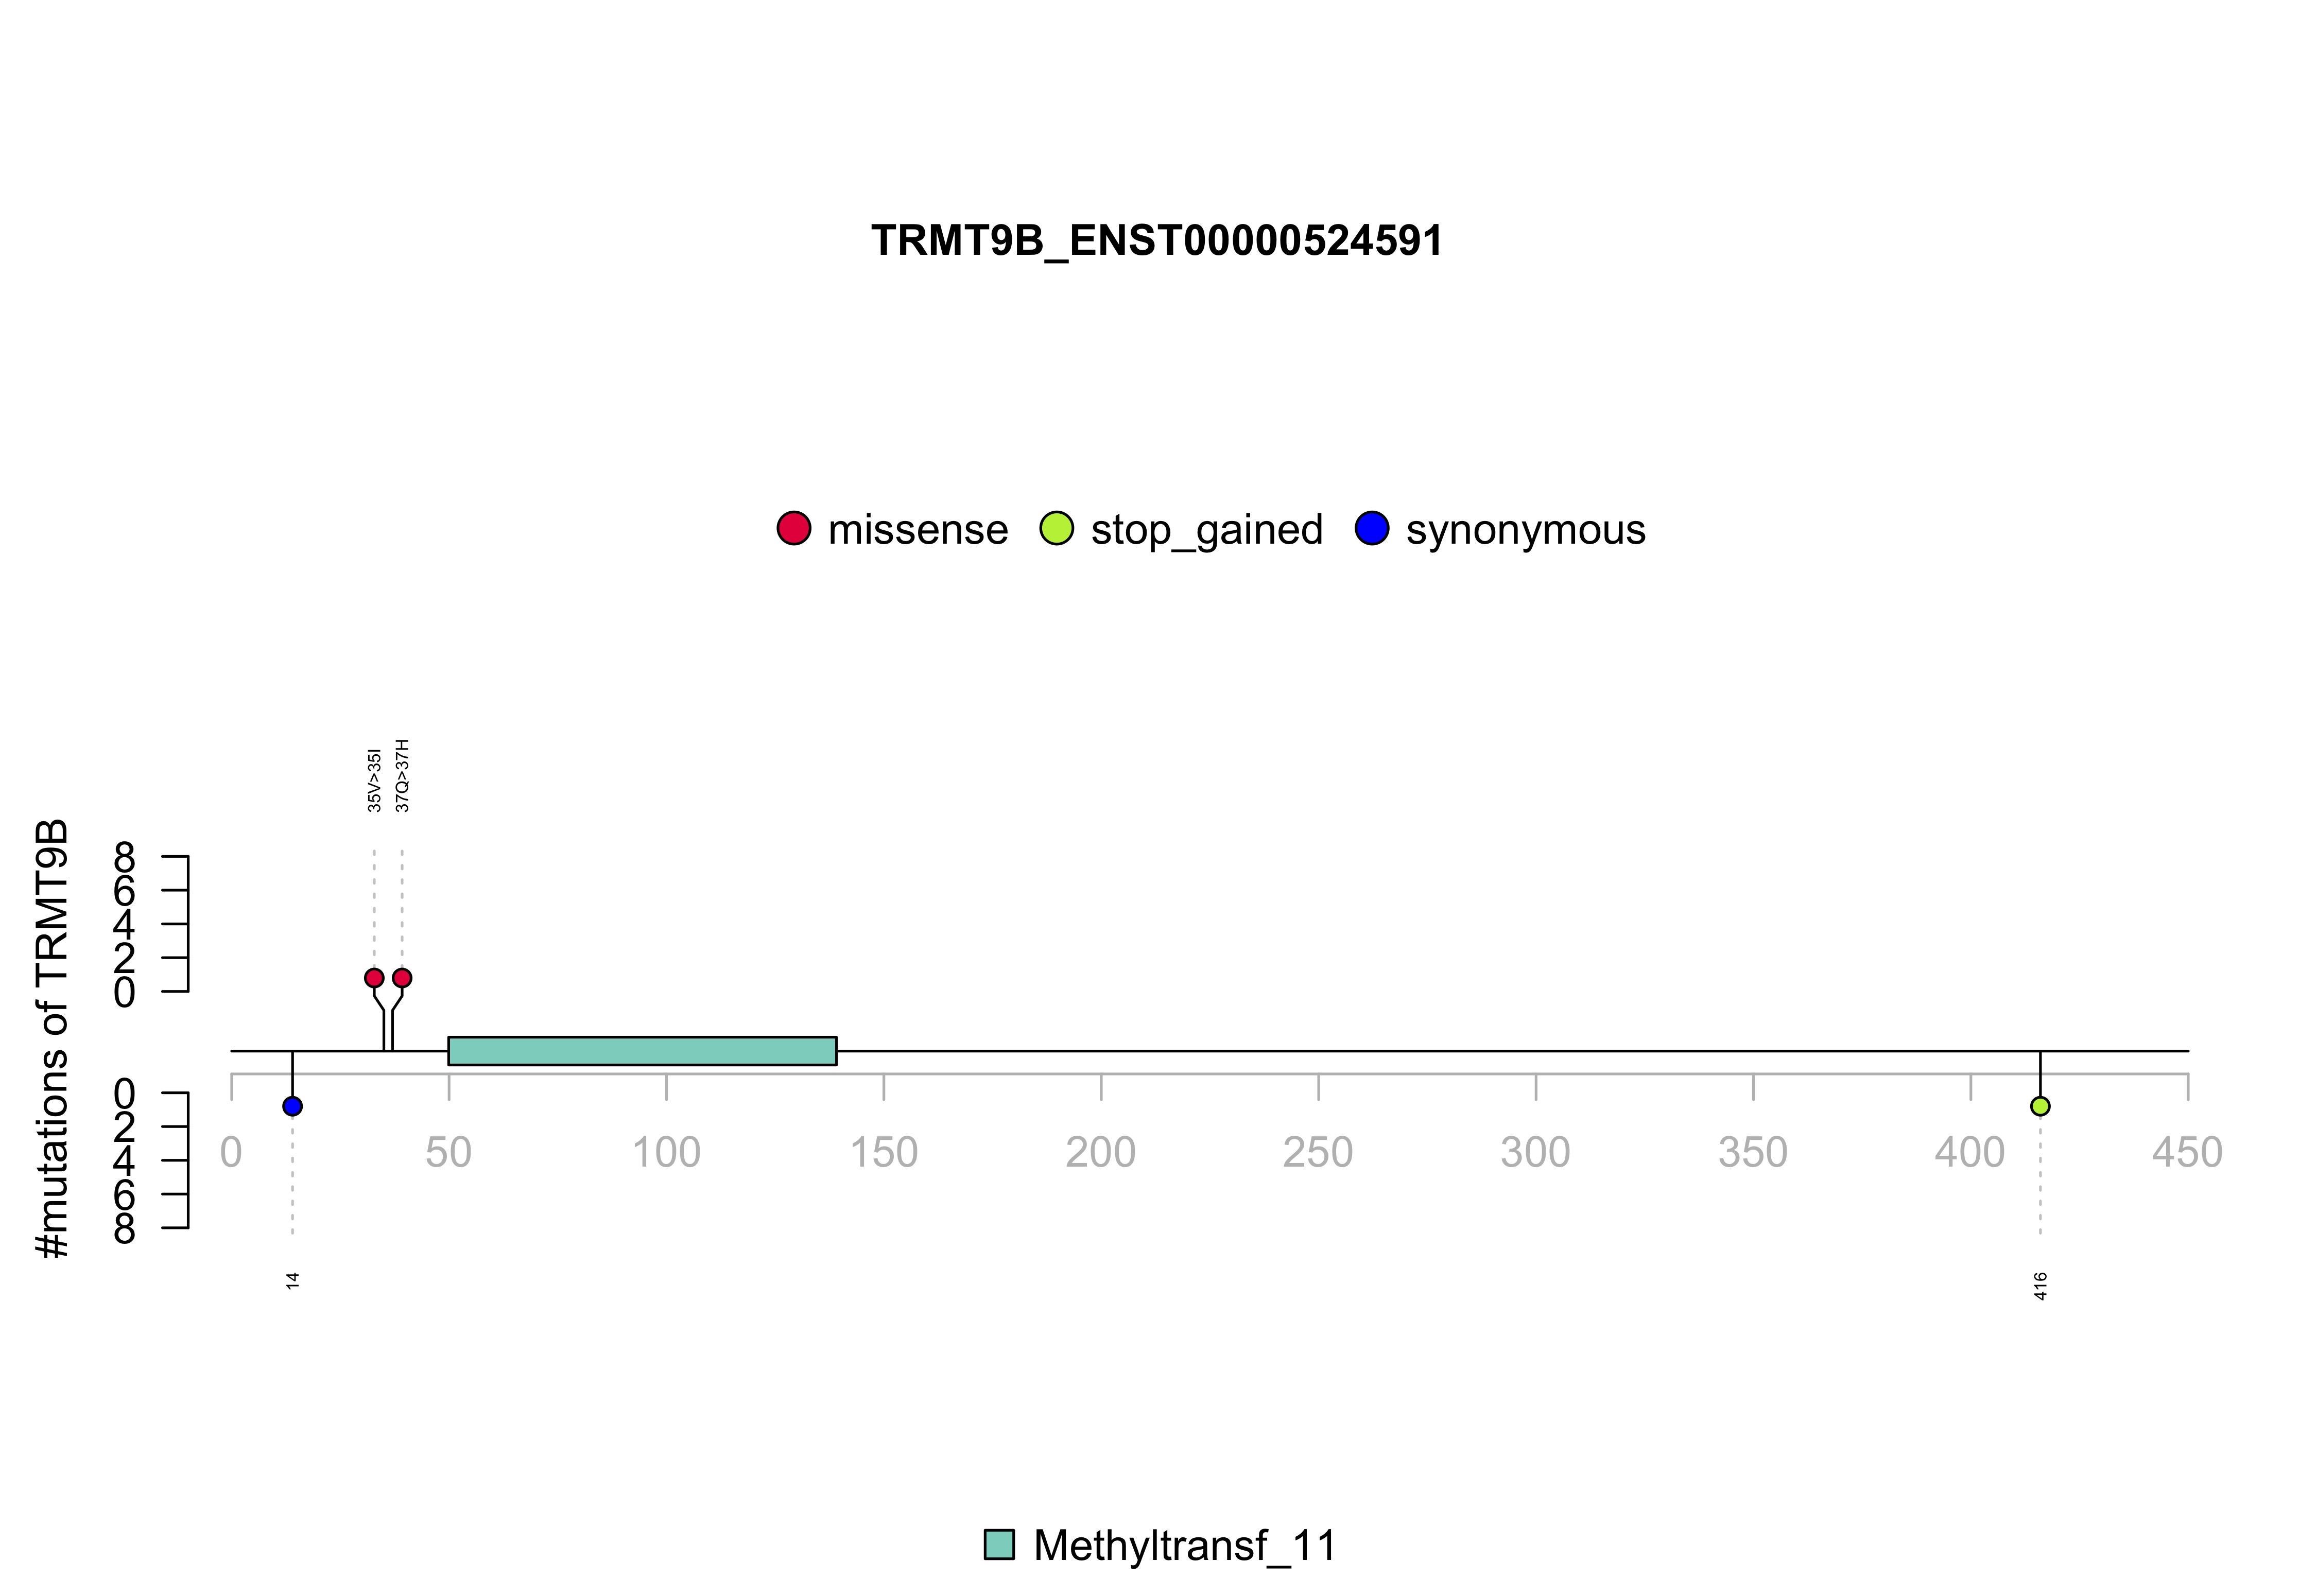 TRMT9B_ENST00000524591
missense stop_gained synonymous
35V>35I
37Q>37H
#mutations of TRMT9B
8
6
4
2
0
0
2
4
6
8
0 50 100 150 200 250 300 350 400 450
14
416
Methyltransf_11